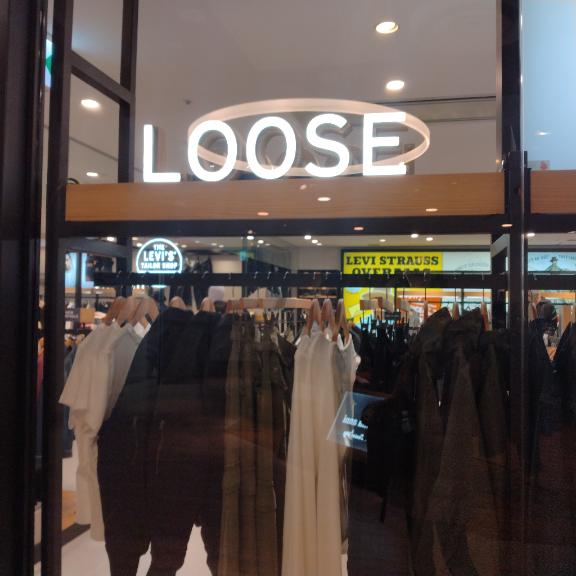 LOOSE
THE
LEVI'S
TAILOR SHOP
LEVI STRAUSS
OVERALLS